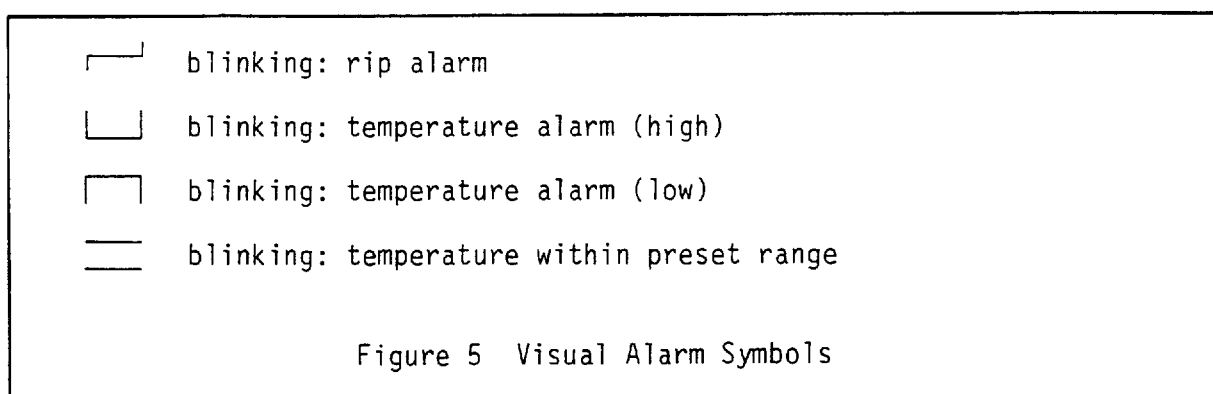 blinking: rip alarm
blinking: temperature alarm (high)
blinking: temperature alarm (low)
blinking: temperature within preset range
Figure 5 Visual Alarm Symbols